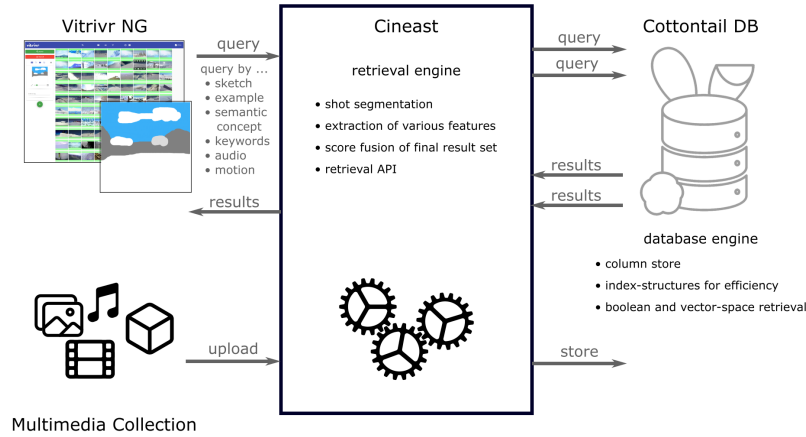 Vitrivr NG
vitrivr
query
query by ...
• sketch
• example
• semantic
concept
• keywords
• audio
• motion
results
Cineast
retrieval engine
• shot segmentation
• extraction of various features
• score fusion of final result set
• retrieval API
query
query
results
results
Cottontail DB
database engine
• column store
• index-structures for efficiency
• boolean and vector-space retrieval
upload
store
Multimedia Collection